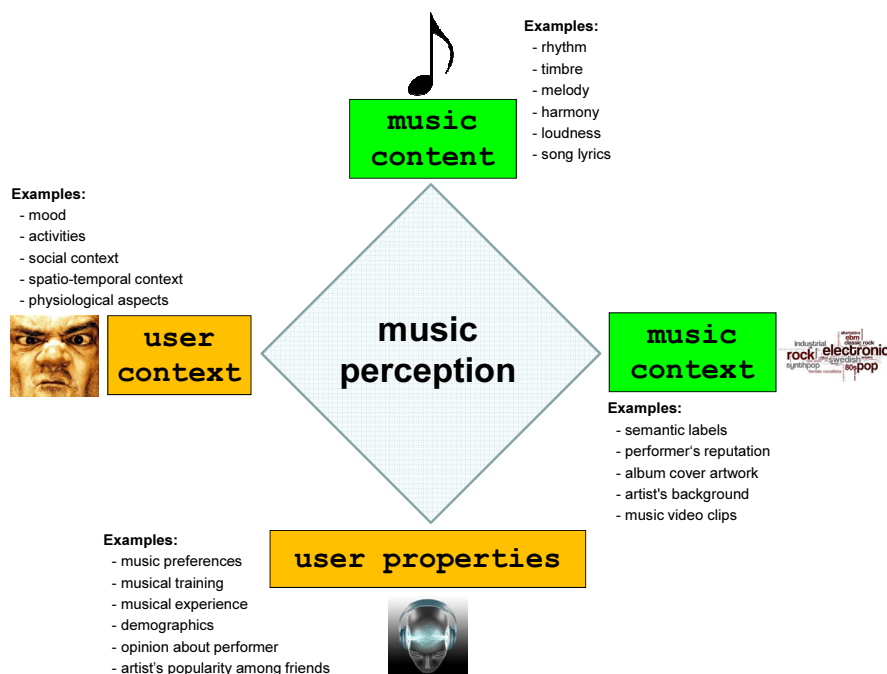 Examples:
- rhythm
- timbre
- melody
- harmony
- loudness
- song lyrics
music
content
Examples:
- mood
- activities
- social context
- spatio-temporal context
- physiological aspects
user
context
music
perception
music
context
alternative
industrial
ebm
classic rock
rock
electronic
swedish
synthpop
80s
pop
female vocalists
Examples:
- semantic labels
- performer‘s reputation
- album cover artwork
- artist's background
- music video clips
user properties
Examples:
- music preferences
- musical training
- musical experience
- demographics
- opinion about performer
- artist’s popularity among friends